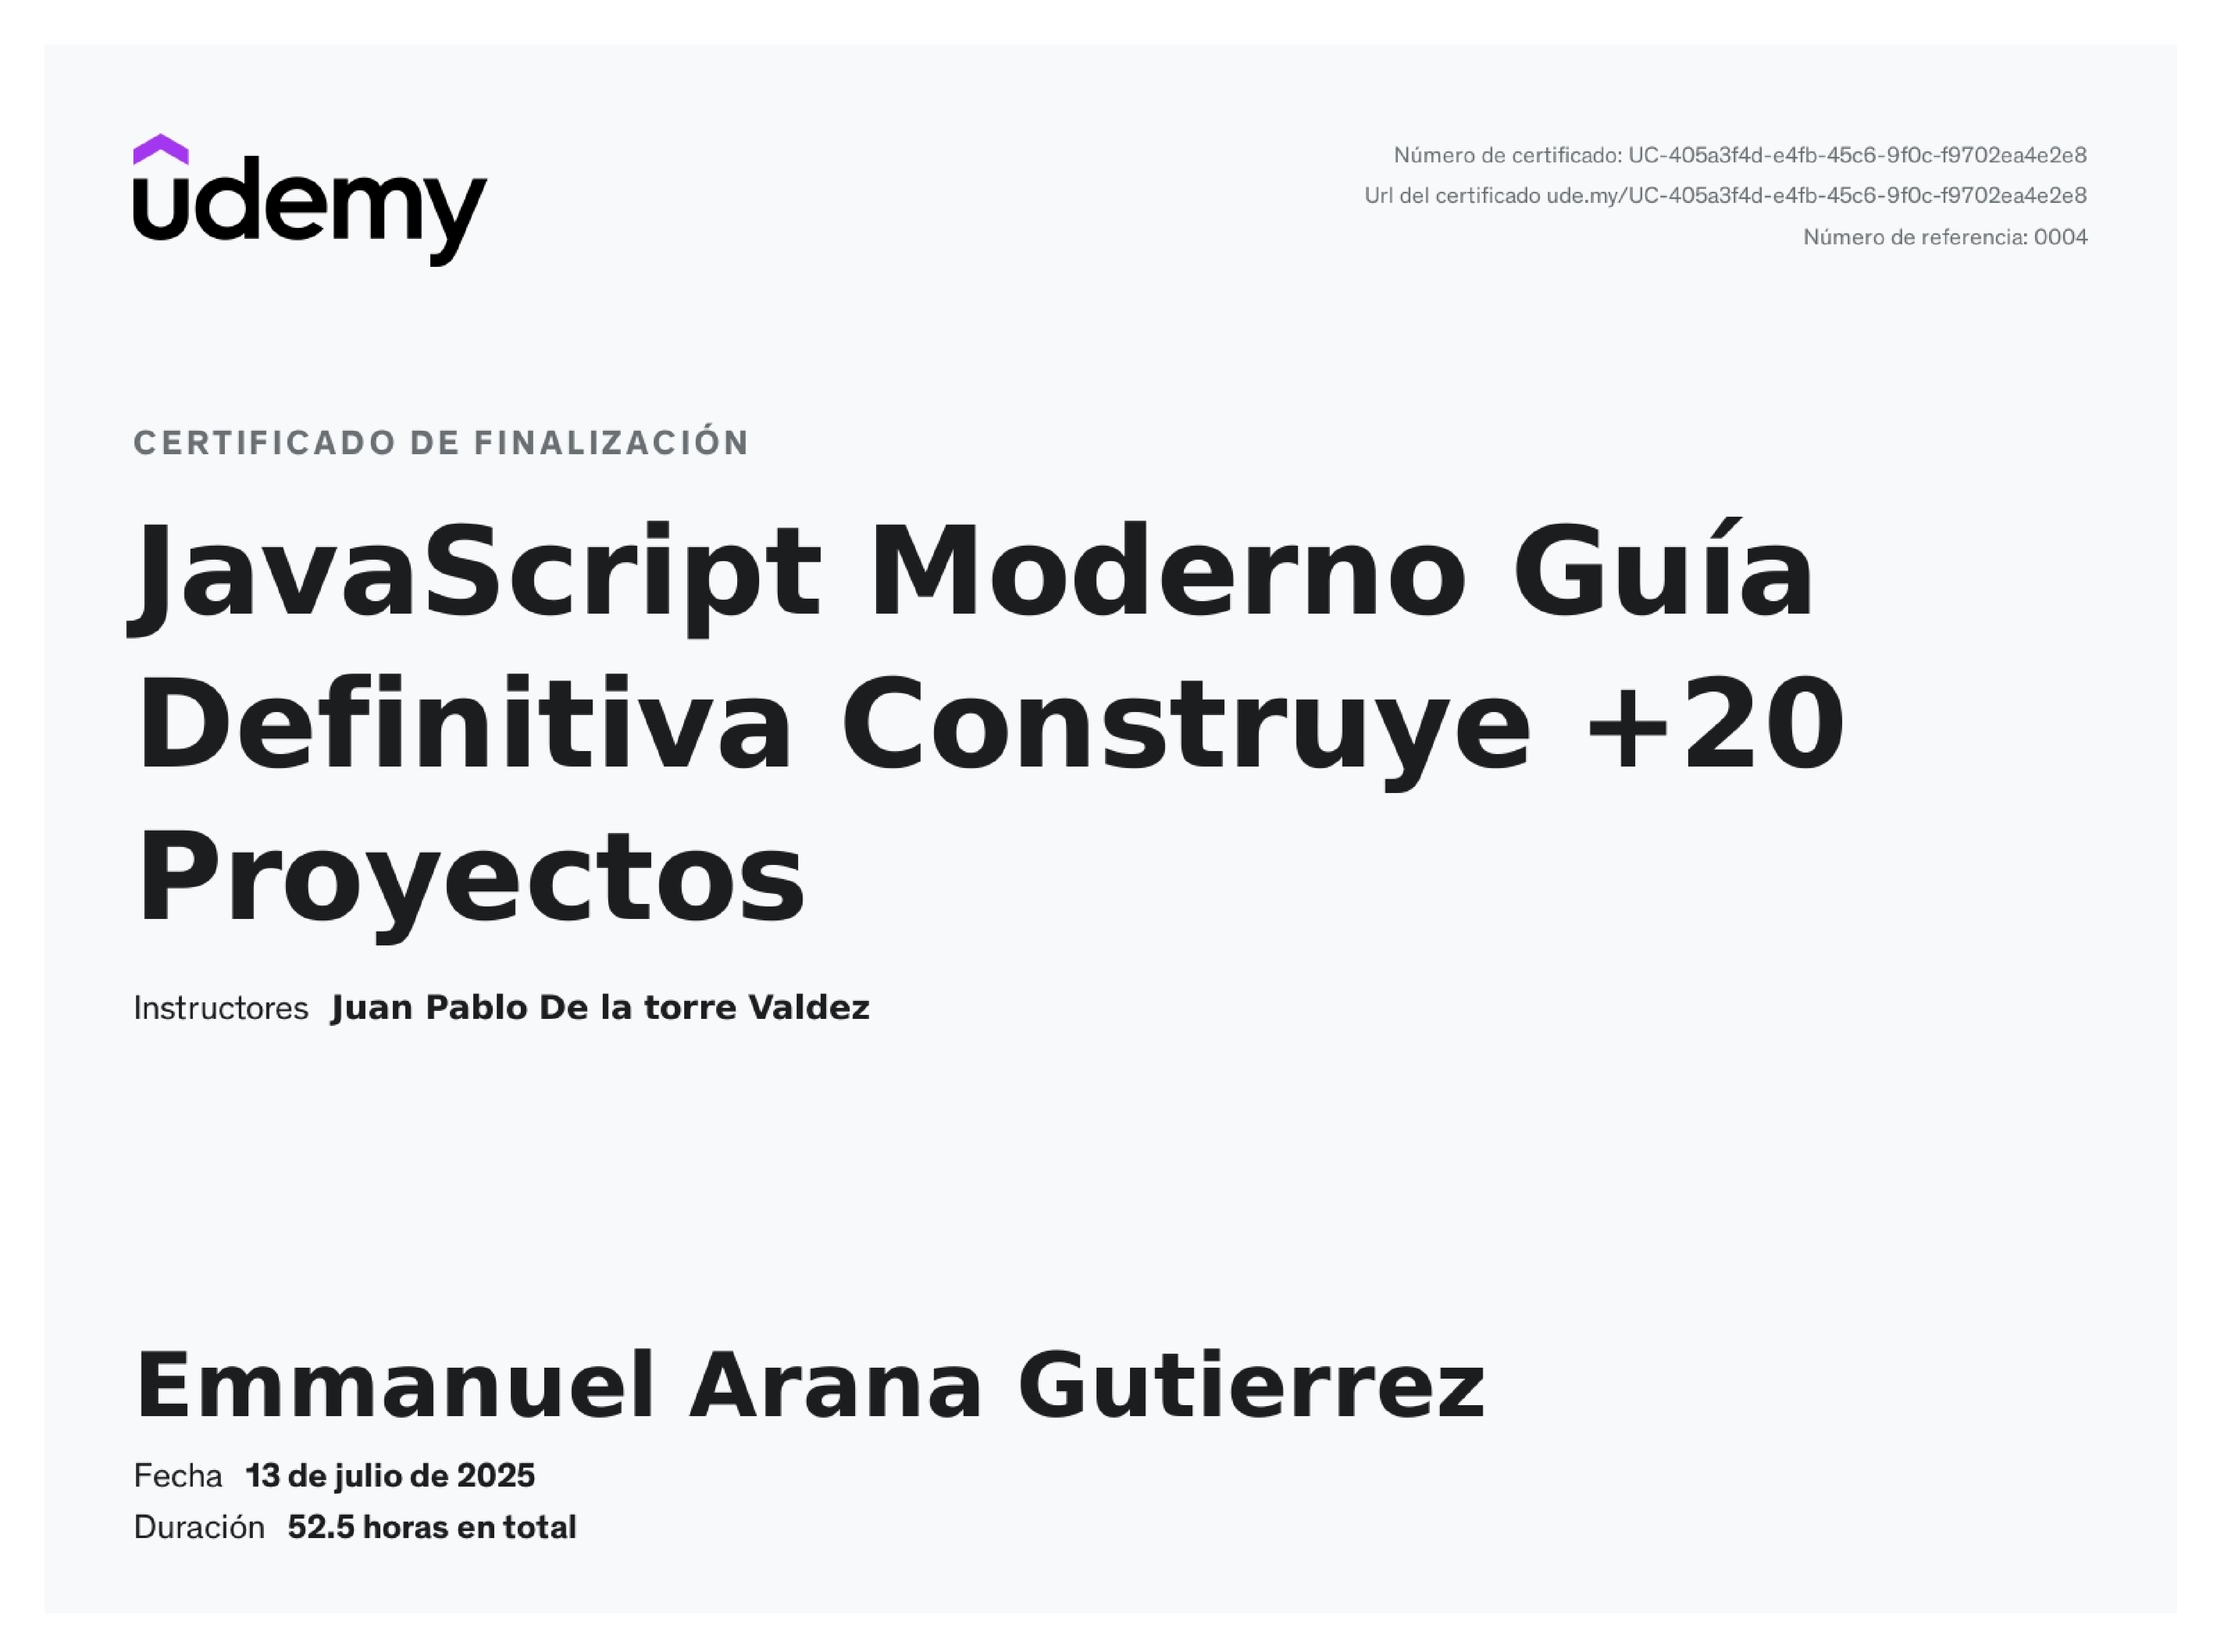 udemy
Número de certificado: UC-405a3f4d-e4fb-45c6-9f0c-f9702ea4e2e8
Url del certificado ude.my/UC-405a3f4d-e4fb-45c6-9f0c-f9702ea4e2e8
Número de referencia: 0004
CERTIFICADO DE FINALIZACIÓN
JavaScript Moderno Guía
Definitiva Construye +20
Proyectos
Instructores Juan Pablo De la torre Valdez
Emmanuel Arana Gutierrez
Fecha 13 de julio de 2025
Duración 52.5 horas en total